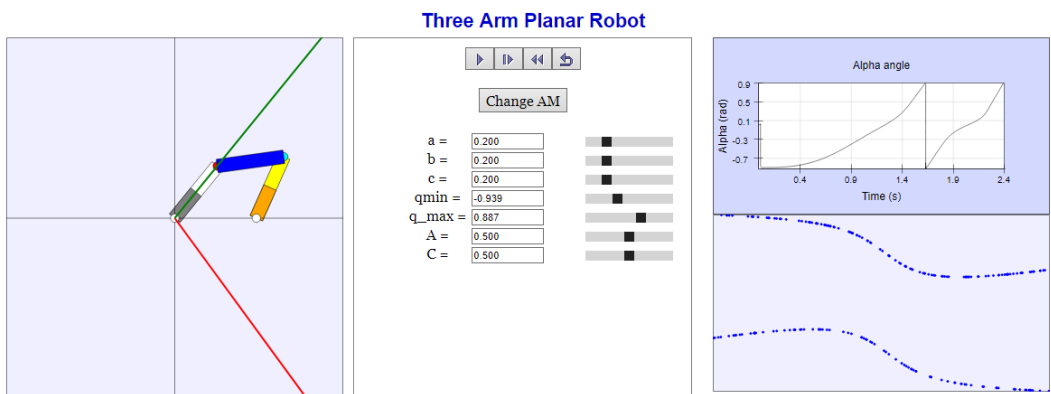 Three Arm Planar Robot
Change AM
a = 0.200
b = 0.200
c = 0.200
qmin = -0.939
q_max = 0.887
A = 0.500
C = 0.500
Alpha angle
Alpha (rad)
0.9
0.5
0.1
-0.3
-0.7
0.4 0.9 1.4 1.9 2.4
Time (s)